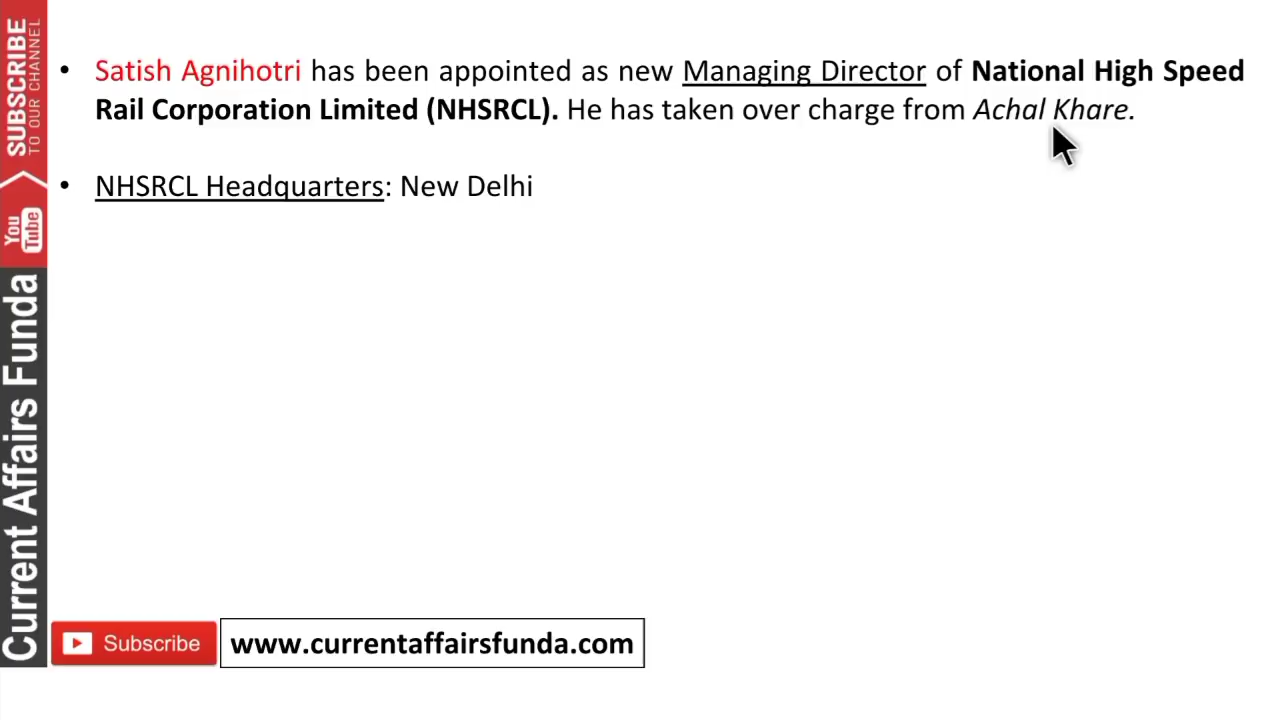 • Satish Agnihotri has been appointed as new Managing Director of National High Speed
Rail Corporation Limited (NHSRCL). He has taken over charge from Achal Khare.
• NHSRCL Headquarters: New Delhi
SUBSCRIBE
TO OUR CHANNEL
You
Tube
Current Affairs Funda
Subscribe
www.currentaffairsfunda.com